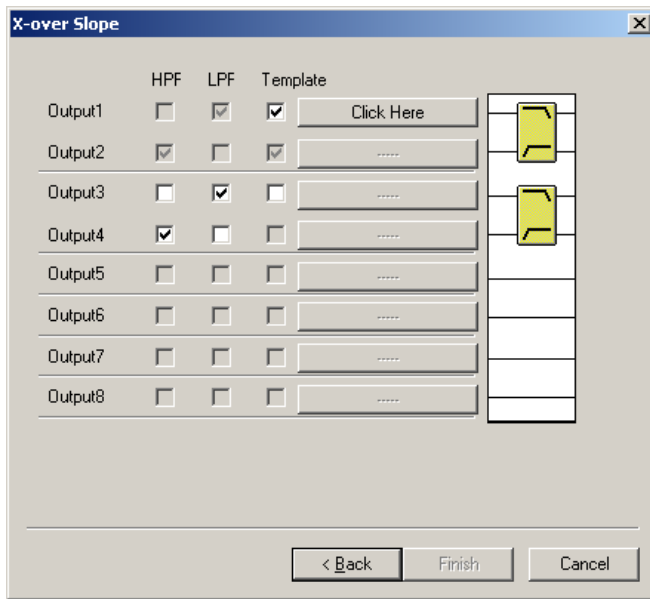 X-over Slope
HPF LPF Template
Output1 Click Here
Output2 -----
Output3 -----
Output4 -----
Output5 -----
Output6 -----
Output7 -----
Output8 -----
< Back Finish Cancel